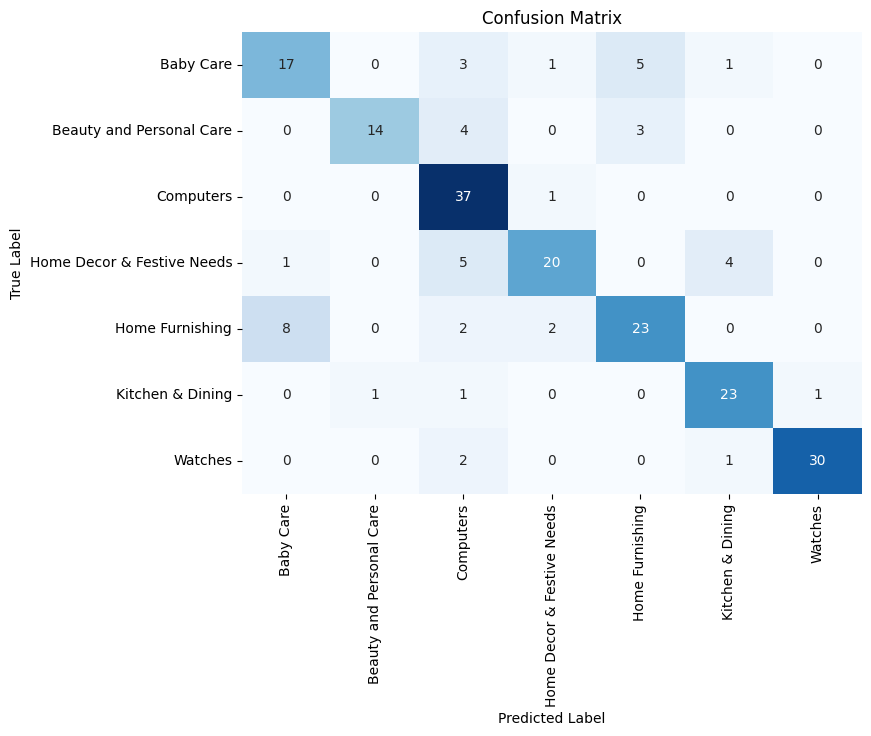 Confusion Matrix
True Label
Baby Care 17 0 3 1 5 1 0
Beauty and Personal Care 0 14 4 0 3 0 0
Computers 0 0 37 1 0 0 0
Home Decor & Festive Needs 1 0 5 20 0 4 0
Home Furnishing 8 0 2 2 23 0 0
Kitchen & Dining 0 1 1 0 0 23 1
Watches 0 0 2 0 0 1 30
Baby Care
Beauty and Personal Care
Computers
Home Decor & Festive Needs
Home Furnishing
Kitchen & Dining
Watches
Predicted Label